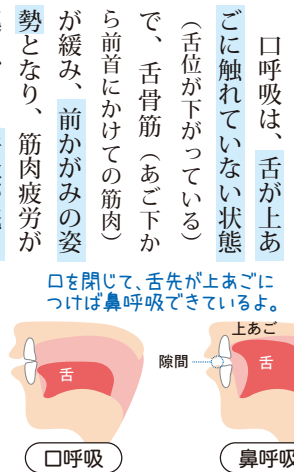 口呼吸は、舌が上あ
ごに触れていない状態
（舌位が下がっている）
で、舌骨筋（あご下か
ら前首にかけての筋肉）
が緩み、前かがみの姿
勢となり、筋肉疲労が
口を閉じて、舌先が上あごに
つけば鼻呼吸できているよ。
舌
口呼吸
上あご
隙間
舌
鼻呼吸